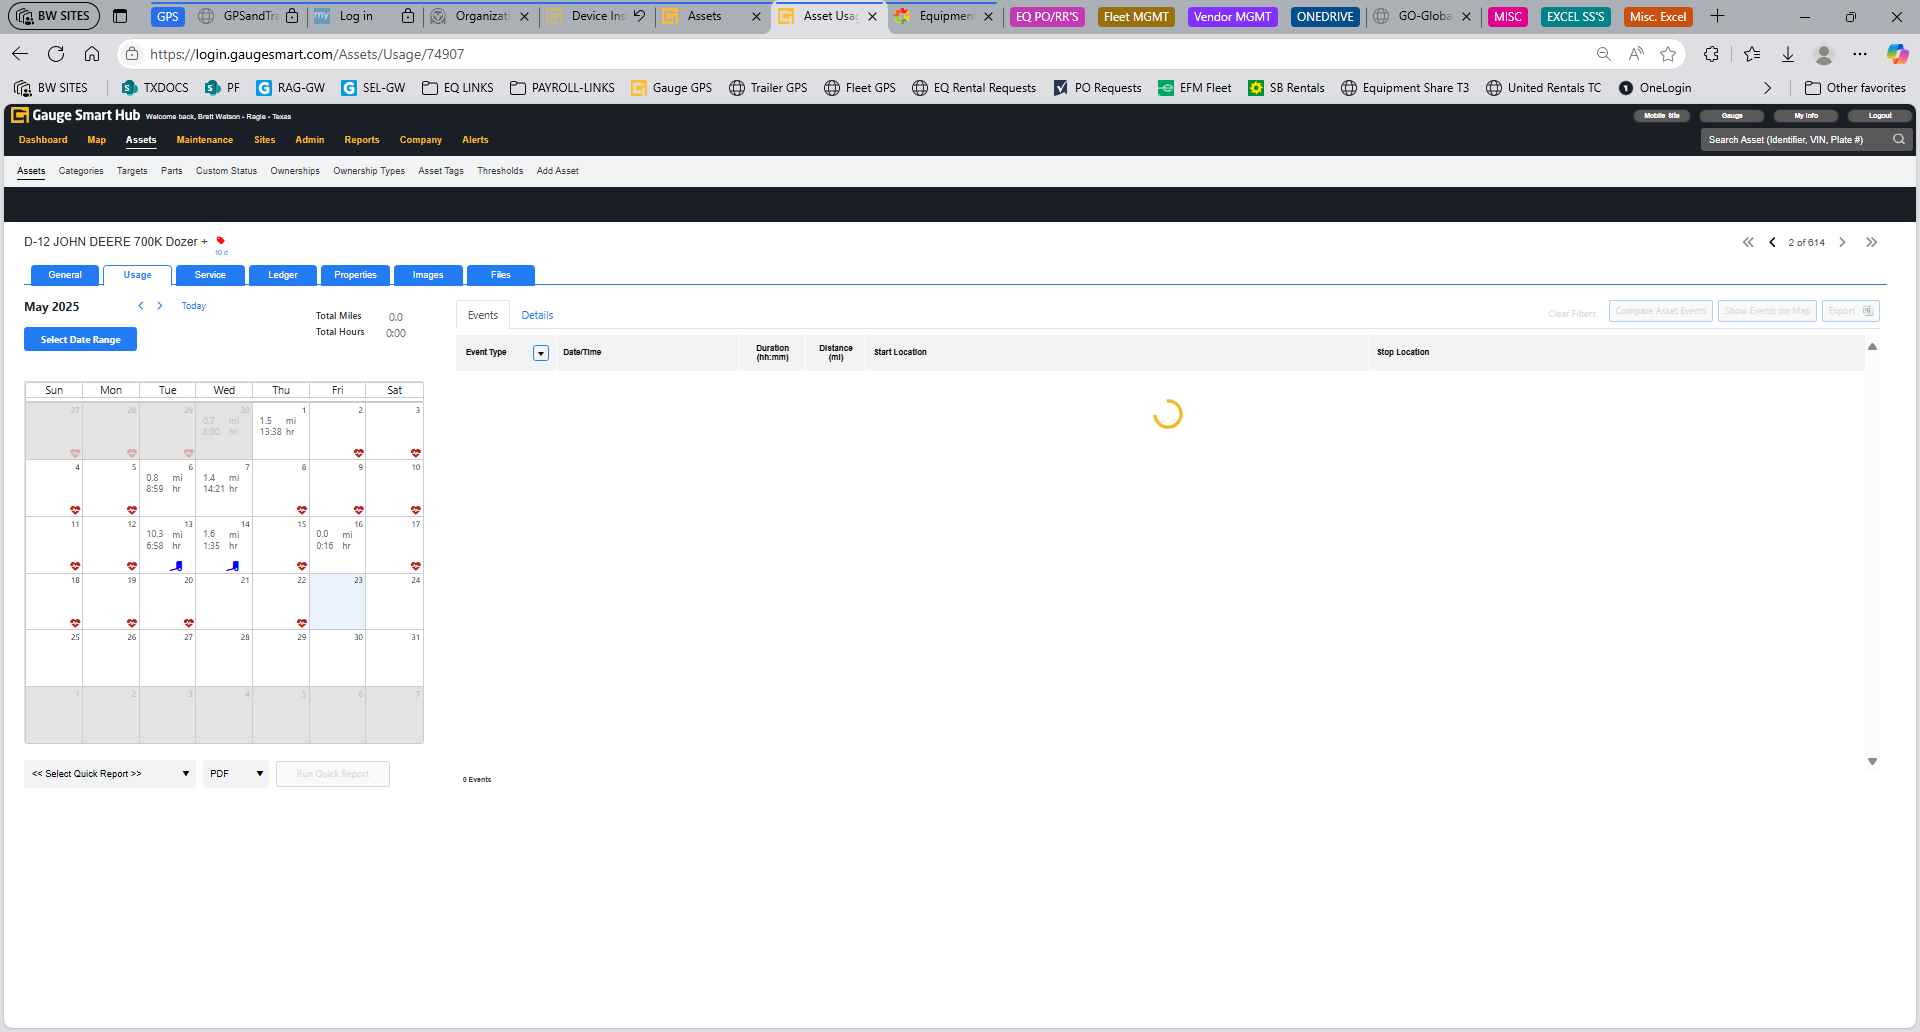 BW SITES
GPS
GPSandTra
my Log in
Organizati
Device Ins
Assets
Asset Usag
Equipmen
EQ PO/RR'S
Fleet MGMT
Vendor MGMT
ONEDRIVE
GO-Globa
MISC
EXCEL SS'S
Misc. Excel
https://login.gaugesmart.com/Assets/Usage/74907
BW SITES TXDOCS PF RAG-GW SEL-GW EQ LINKS PAYROLL-LINKS Gauge GPS Trailer GPS Fleet GPS EQ Rental Requests PO Requests EFM Fleet SB Rentals Equipment Share T3 United Rentals TC OneLogin Other favorites
Gauge Smart Hub Welcome back, Brett Watson - Ragle - Texas
Mobile Site Gauge My Info Logout
Dashboard Map Assets Maintenance Sites Admin Reports Company Alerts
Search Asset (Identifier, VIN, Plate #)
Assets Categories Targets Parts Custom Status Ownerships Ownership Types Asset Tags Thresholds Add Asset
D-12 JOHN DEERE 700K Dozer +
10 d
2 of 614
General Usage Service Ledger Properties Images Files
May 2025 Today
Select Date Range
Total Miles 0.0
Total Hours 0:00
Events Details
Clear Filters Compare Asset Events Show Events on Map Export
Event Type Date/Time Duration (hh:mm) Distance (mi) Start Location Stop Location
Sun Mon Tue Wed Thu Fri Sat
27 28 29 30 1 2 3
0.7 mi 1.5 mi
8:00 hr 13:38 hr
4 5 6 7 8 9 10
0.8 mi 1.4 mi
8:59 hr 14:21 hr
11 12 13 14 15 16 17
10.3 mi 1.6 mi 0.0 mi
6:58 hr 1:35 hr 0:16 hr
18 19 20 21 22 23 24
25 26 27 28 29 30 31
1 2 3 4 5 6 7
<< Select Quick Report >> PDF Run Quick Report
0 Events